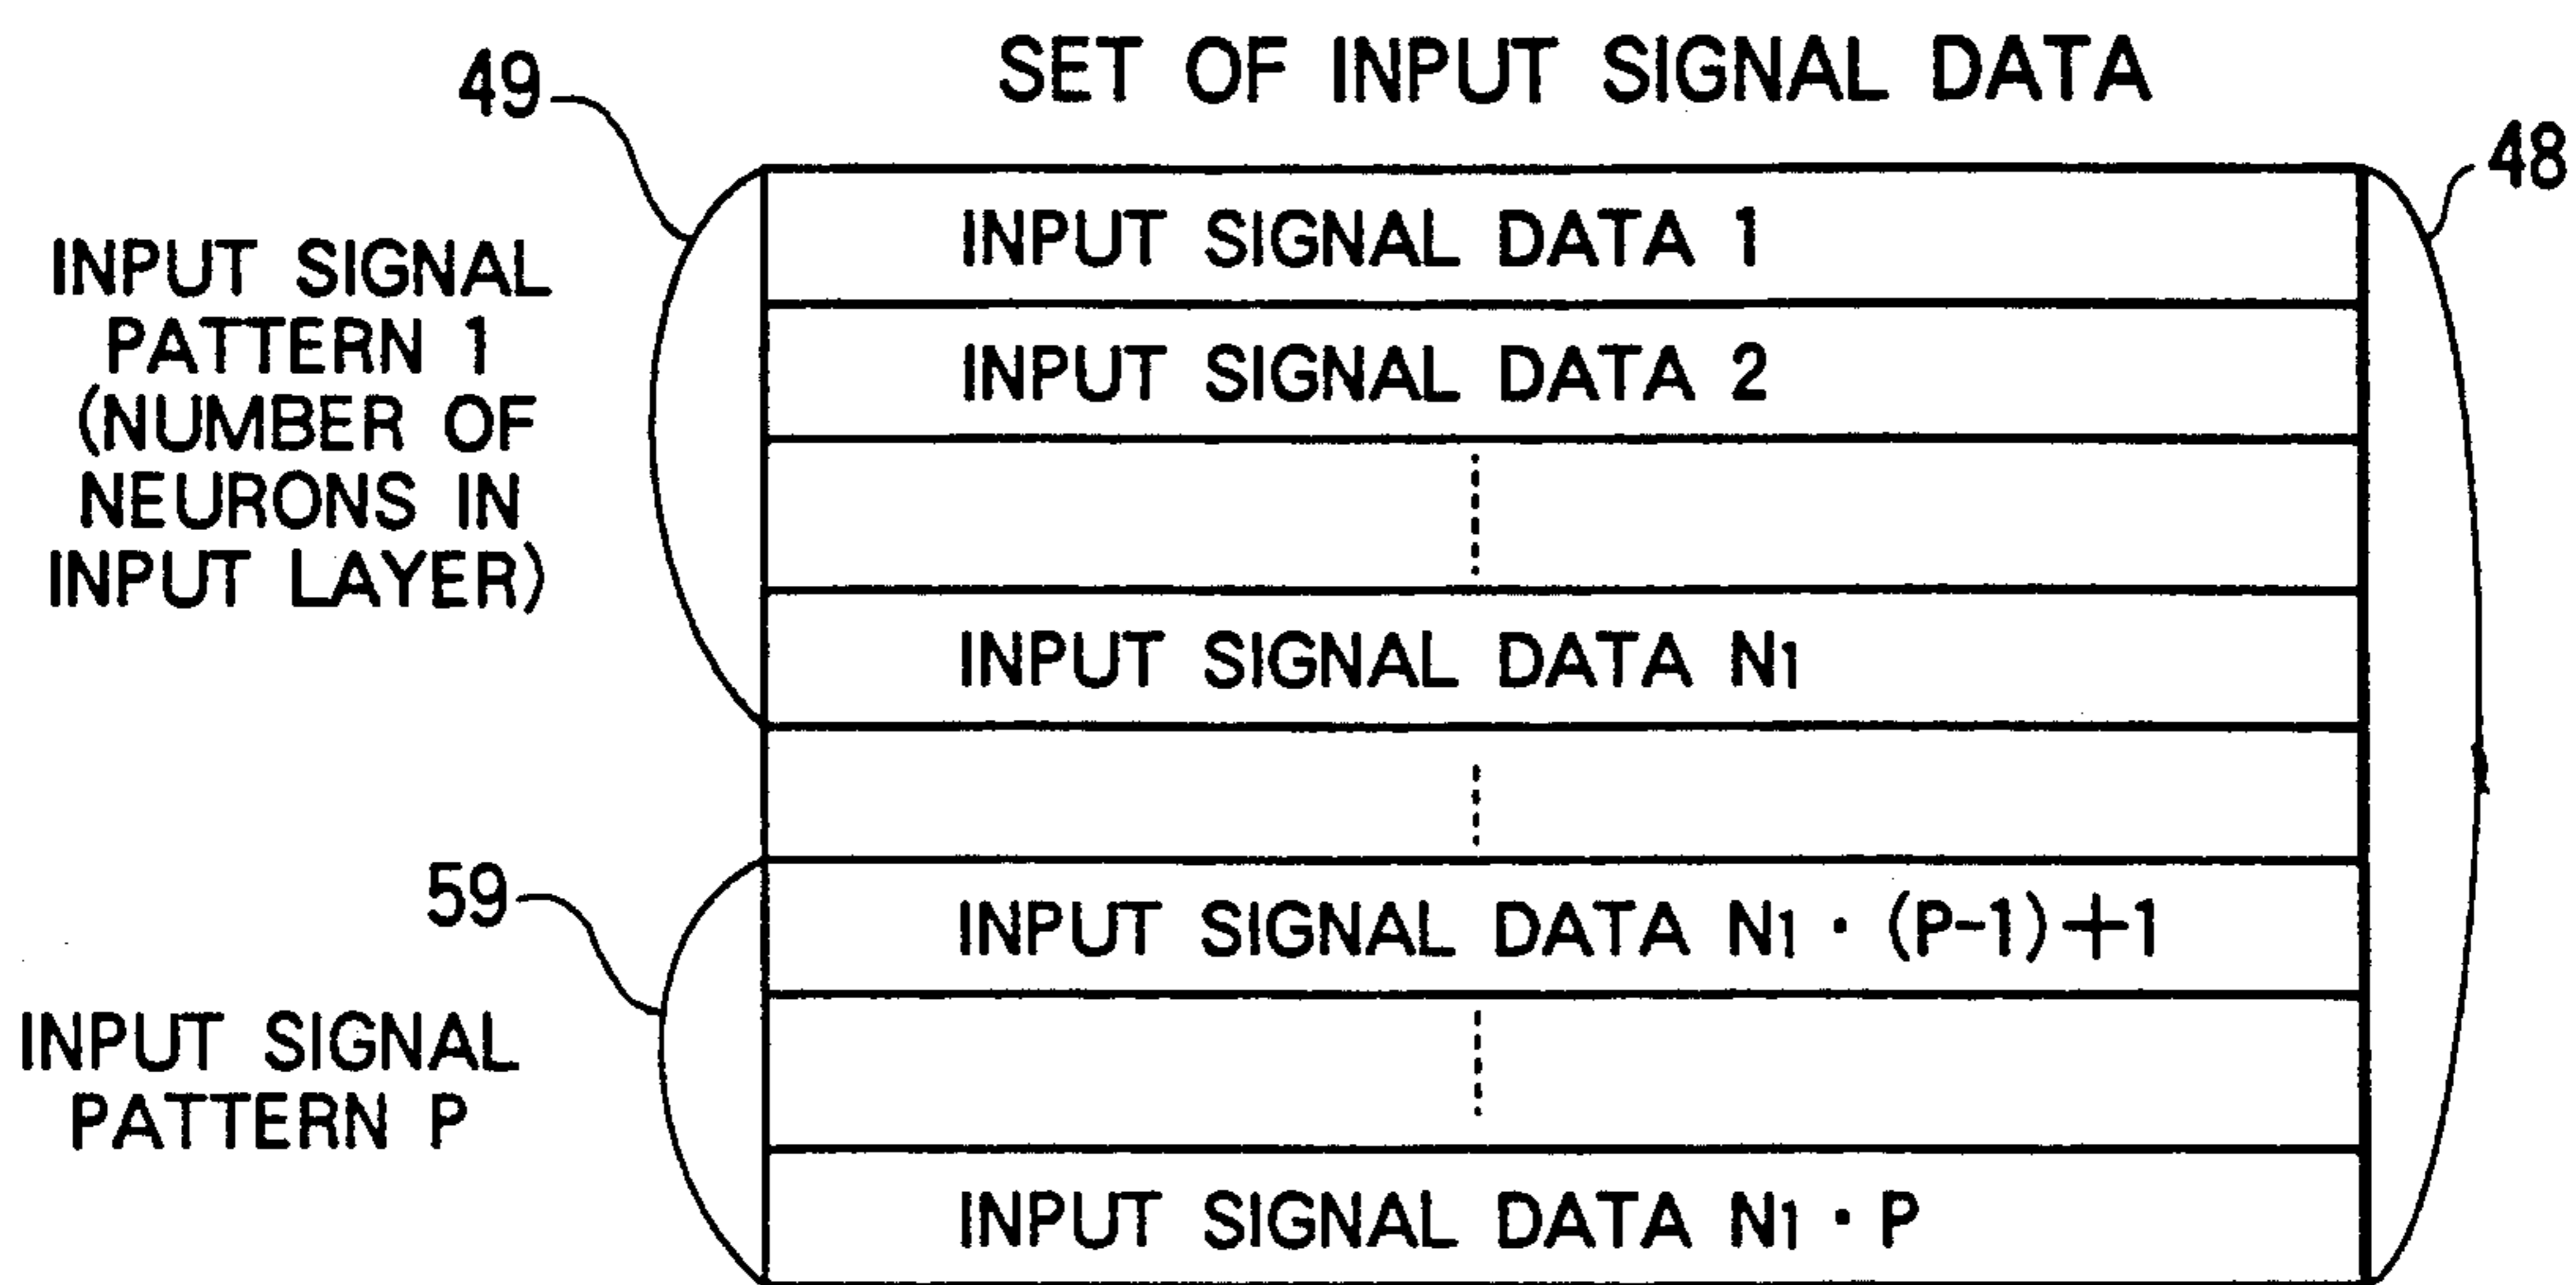 SET OF INPUT SIGNAL DATA
49
48
INPUT SIGNAL
PATTERN 1
(NUMBER OF
NEURONS IN
INPUT LAYER)
INPUT SIGNAL DATA 1
INPUT SIGNAL DATA 2
INPUT SIGNAL DATA N1
59
INPUT SIGNAL
PATTERN P
INPUT SIGNAL DATA N1 · (P-1)+1
INPUT SIGNAL DATA N1 · P